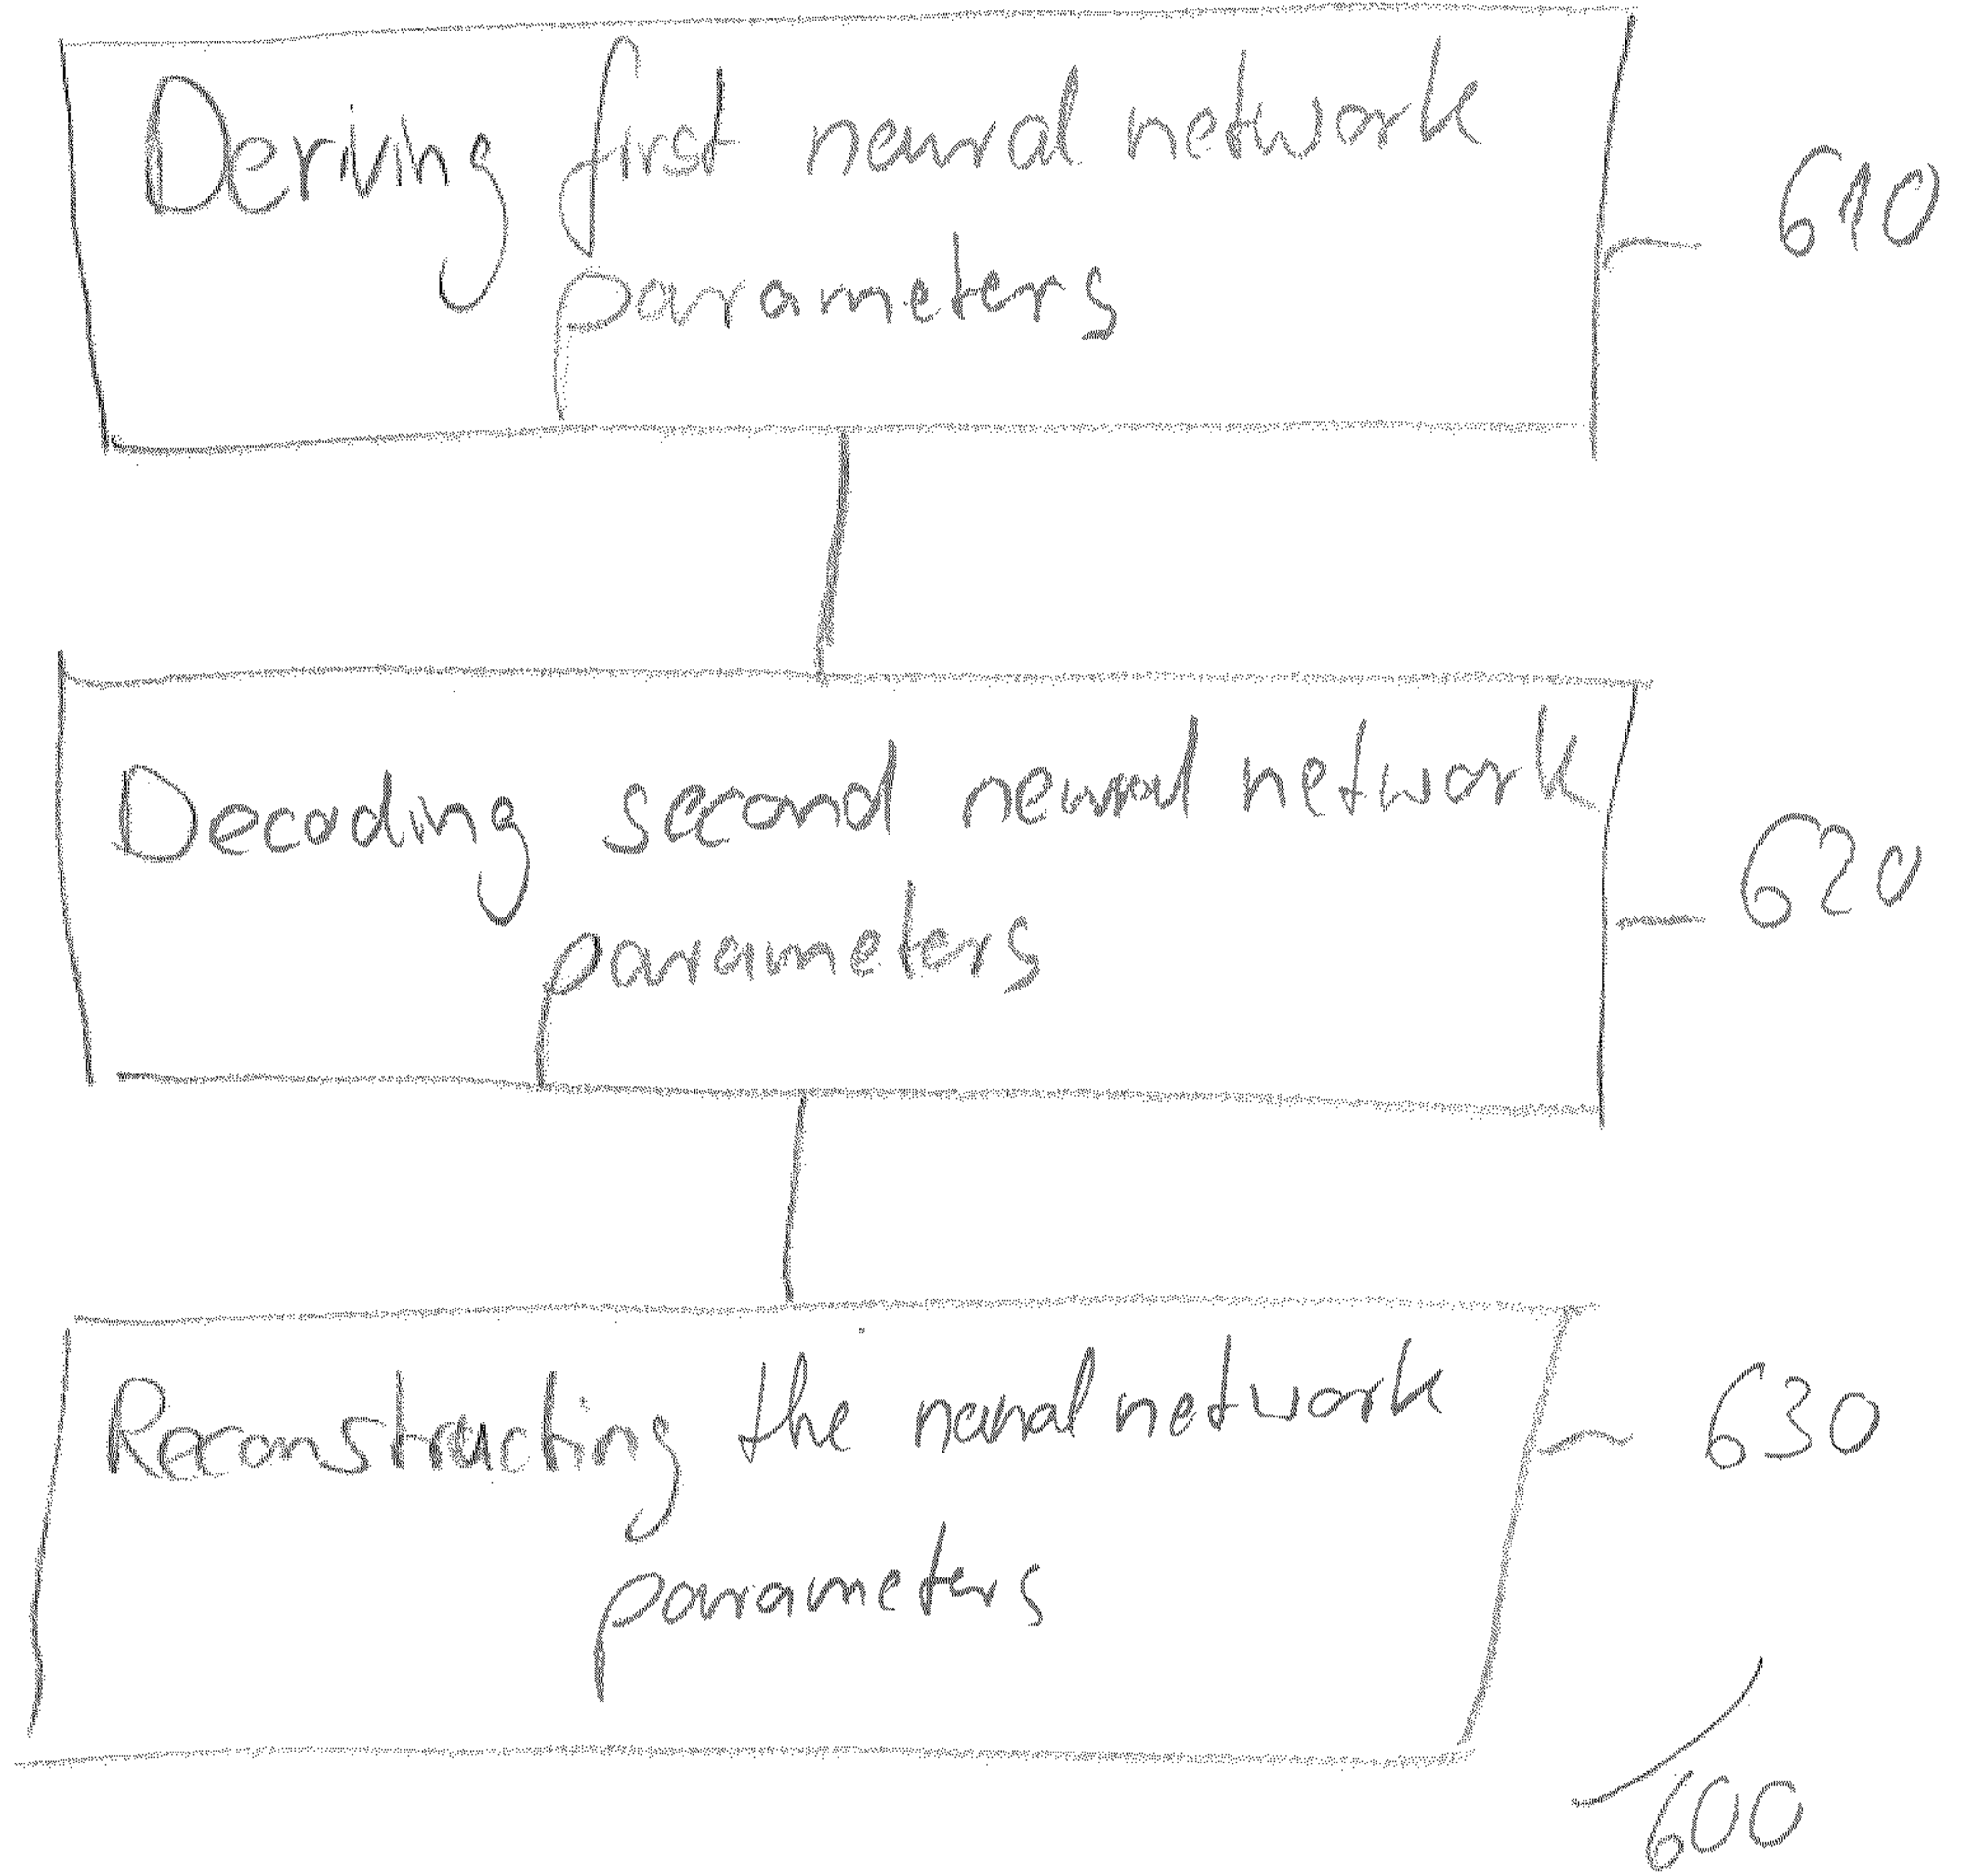 Deriving first neural network
parameters
610
Decoding second neural network
parameters
620
Reconstructing the neural network
parameters
630
600